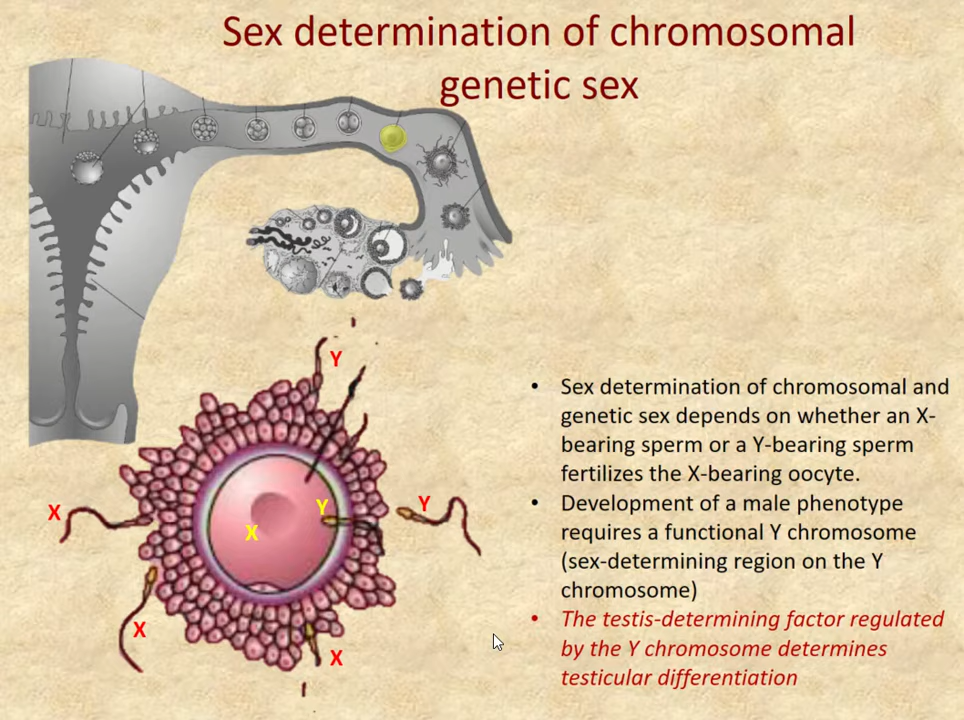 Sex determination of chromosomal
genetic sex
Y
X
Y
Y
X
X
X
• Sex determination of chromosomal and
genetic sex depends on whether an X-
bearing sperm or a Y-bearing sperm
fertilizes the X-bearing oocyte.
• Development of a male phenotype
requires a functional Y chromosome
(sex-determining region on the Y
chromosome)
• The testis-determining factor regulated
by the Y chromosome determines
testicular differentiation